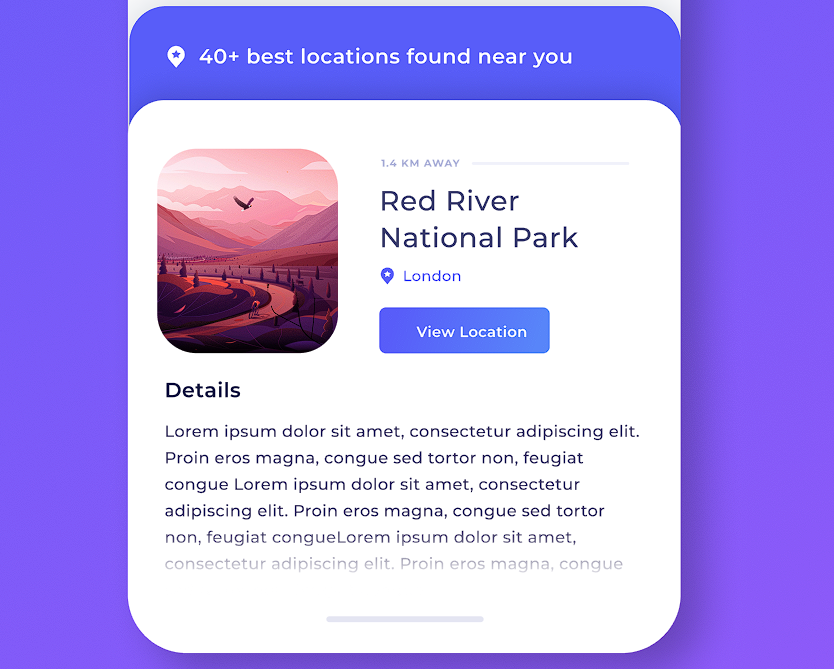 40+ best locations found near you
1.4 KM AWAY
Red River
National Park
London
View Location
Details
Lorem ipsum dolor sit amet, consectetur adipiscing elit.
Proin eros magna, congue sed tortor non, feugiat
congue Lorem ipsum dolor sit amet, consectetur
adipiscing elit. Proin eros magna, congue sed tortor
non, feugiat congueLorem ipsum dolor sit amet,
consectetur adipiscing elit. Proin eros magna, congue